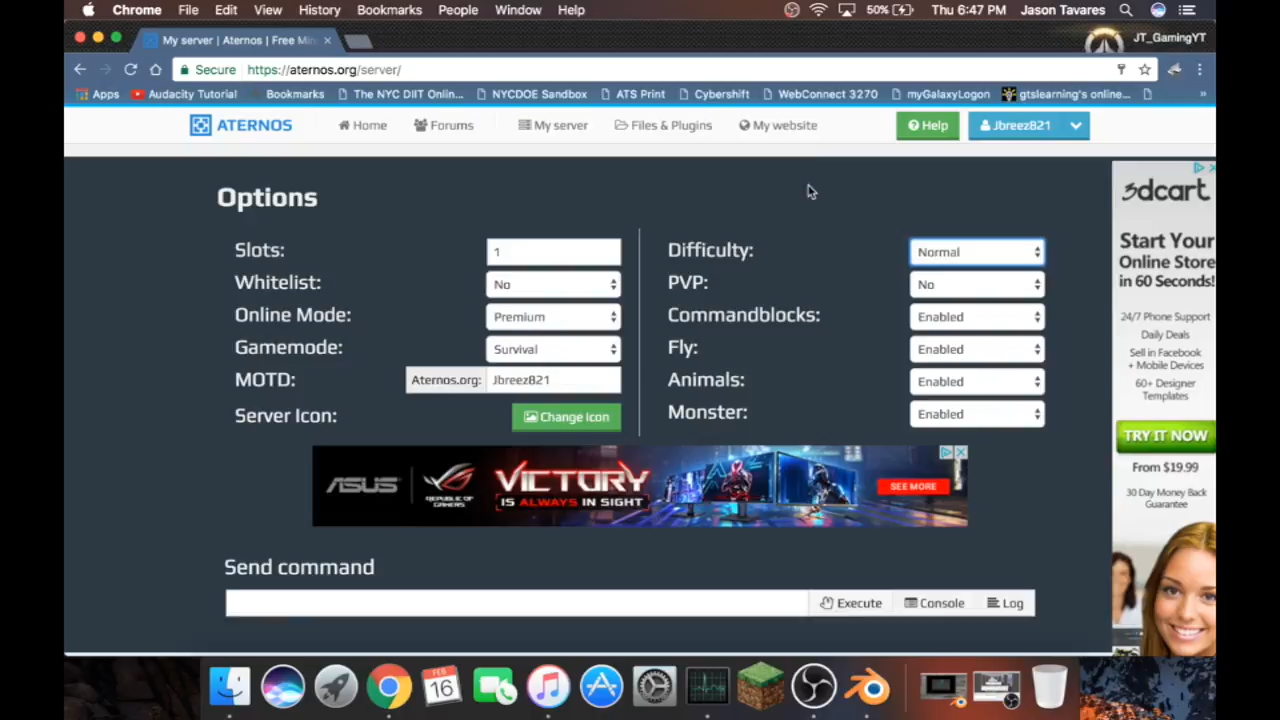 Chrome File Edit View History Bookmarks People Window Help 50% Thu 6:47 PM Jason Tavares
My server | Aternos | Free Min × JT_GamingYT
Secure https://aternos.org/server/
Apps Audacity Tutorial Bookmarks The NYC DIIT Onlin... NYCDOE Sandbox ATS Print Cybershift WebConnect 3270 myGalaxyLogon gtslearning's online... »
ATERNOS Home Forums My server Files & Plugins My website Help Jbreez821
Options
Slots: 1
Whitelist: No
Online Mode: Premium
Gamemode: Survival
MOTD: Aternos.org: Jbreez821
Server Icon: Change Icon
Difficulty: Normal
PVP: No
Commandblocks: Enabled
Fly: Enabled
Animals: Enabled
Monster: Enabled
ASUS REPUBLIC OF GAMERS VICTORY IS ALWAYS IN SIGHT SEE MORE
Send command
Execute Console Log
3dcart
Start Your
Online Store
in 60 Seconds!
24/7 Phone Support
Daily Deals
Sell in Facebook
+ Mobile Devices
60+ Designer
Templates
TRY IT NOW
From $19.99
30 Day Money Back
Guarantee
FEB
16